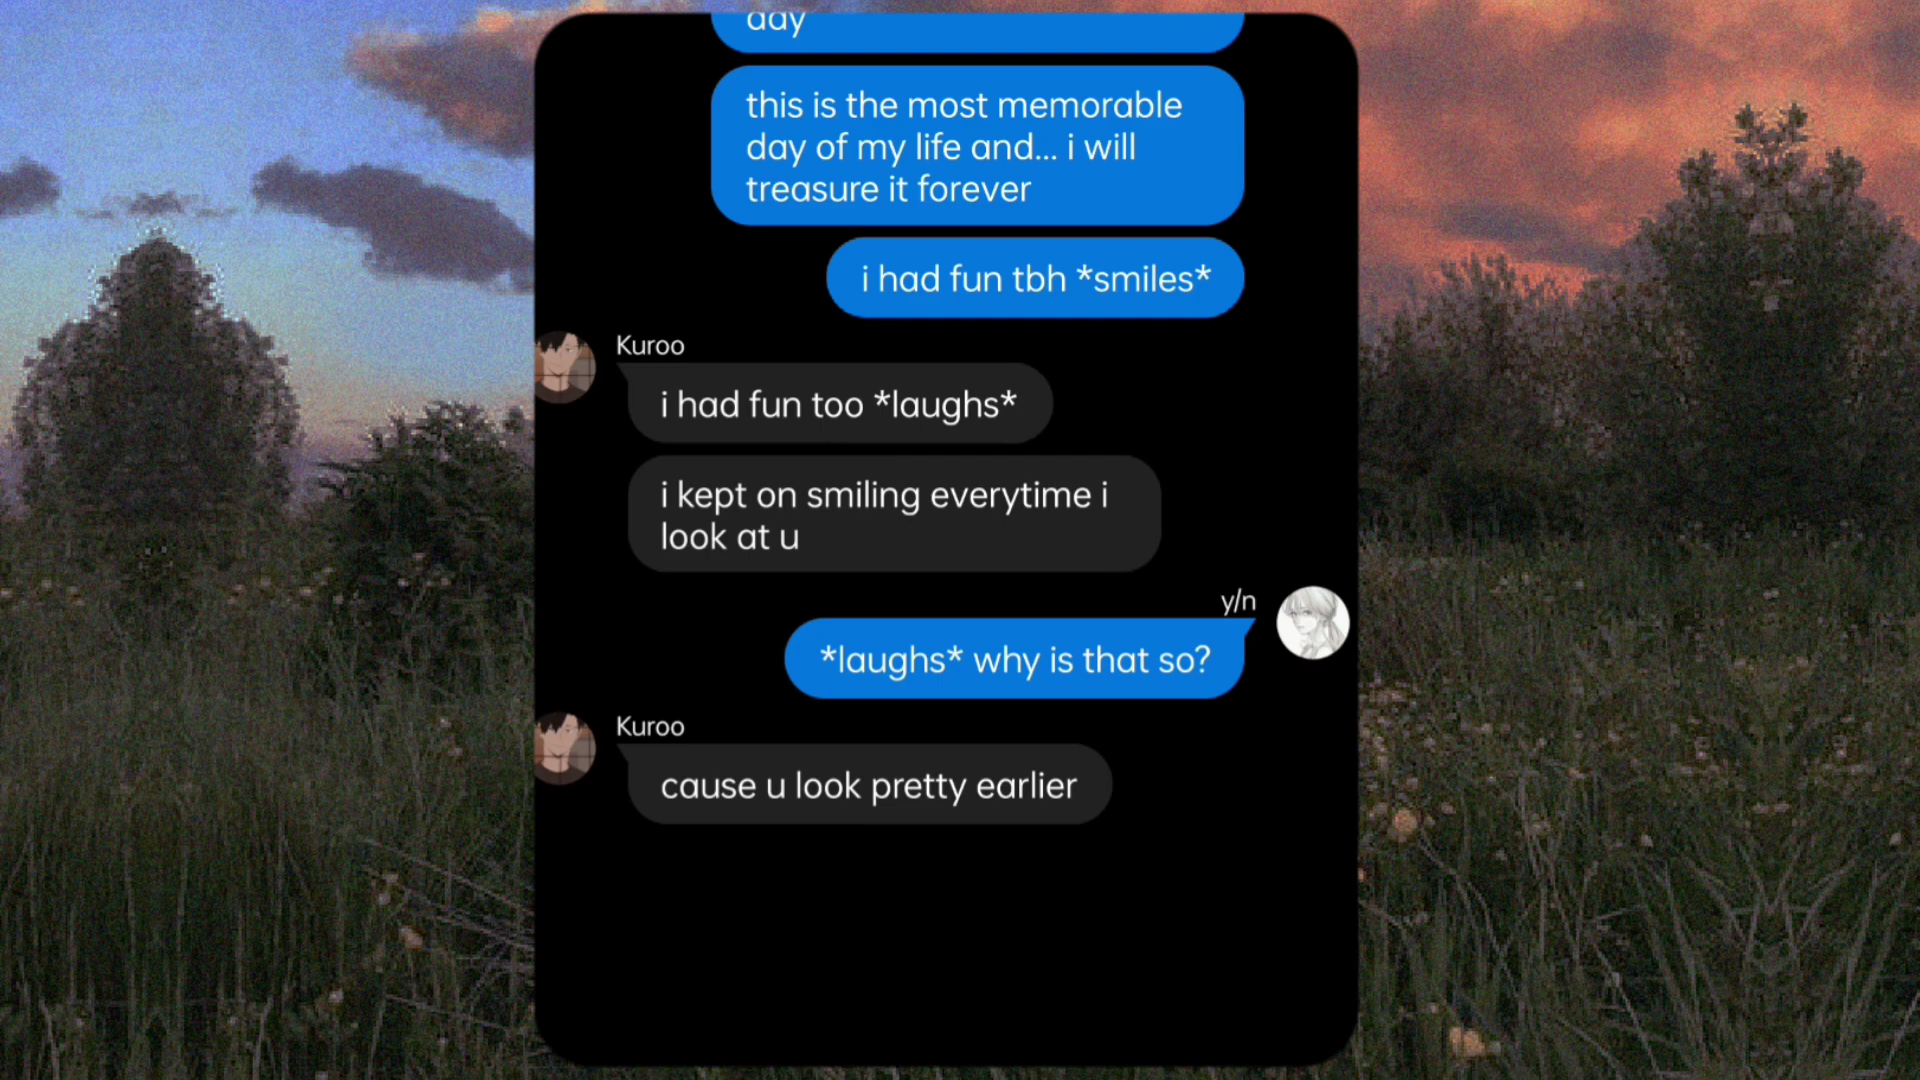 day
this is the most memorable
day of my life and... i will
treasure it forever
i had fun tbh *smiles*
Kuroo
i had fun too *laughs*
i kept on smiling everytime i
look at u
y/n
*laughs* why is that so?
Kuroo
cause u look pretty earlier